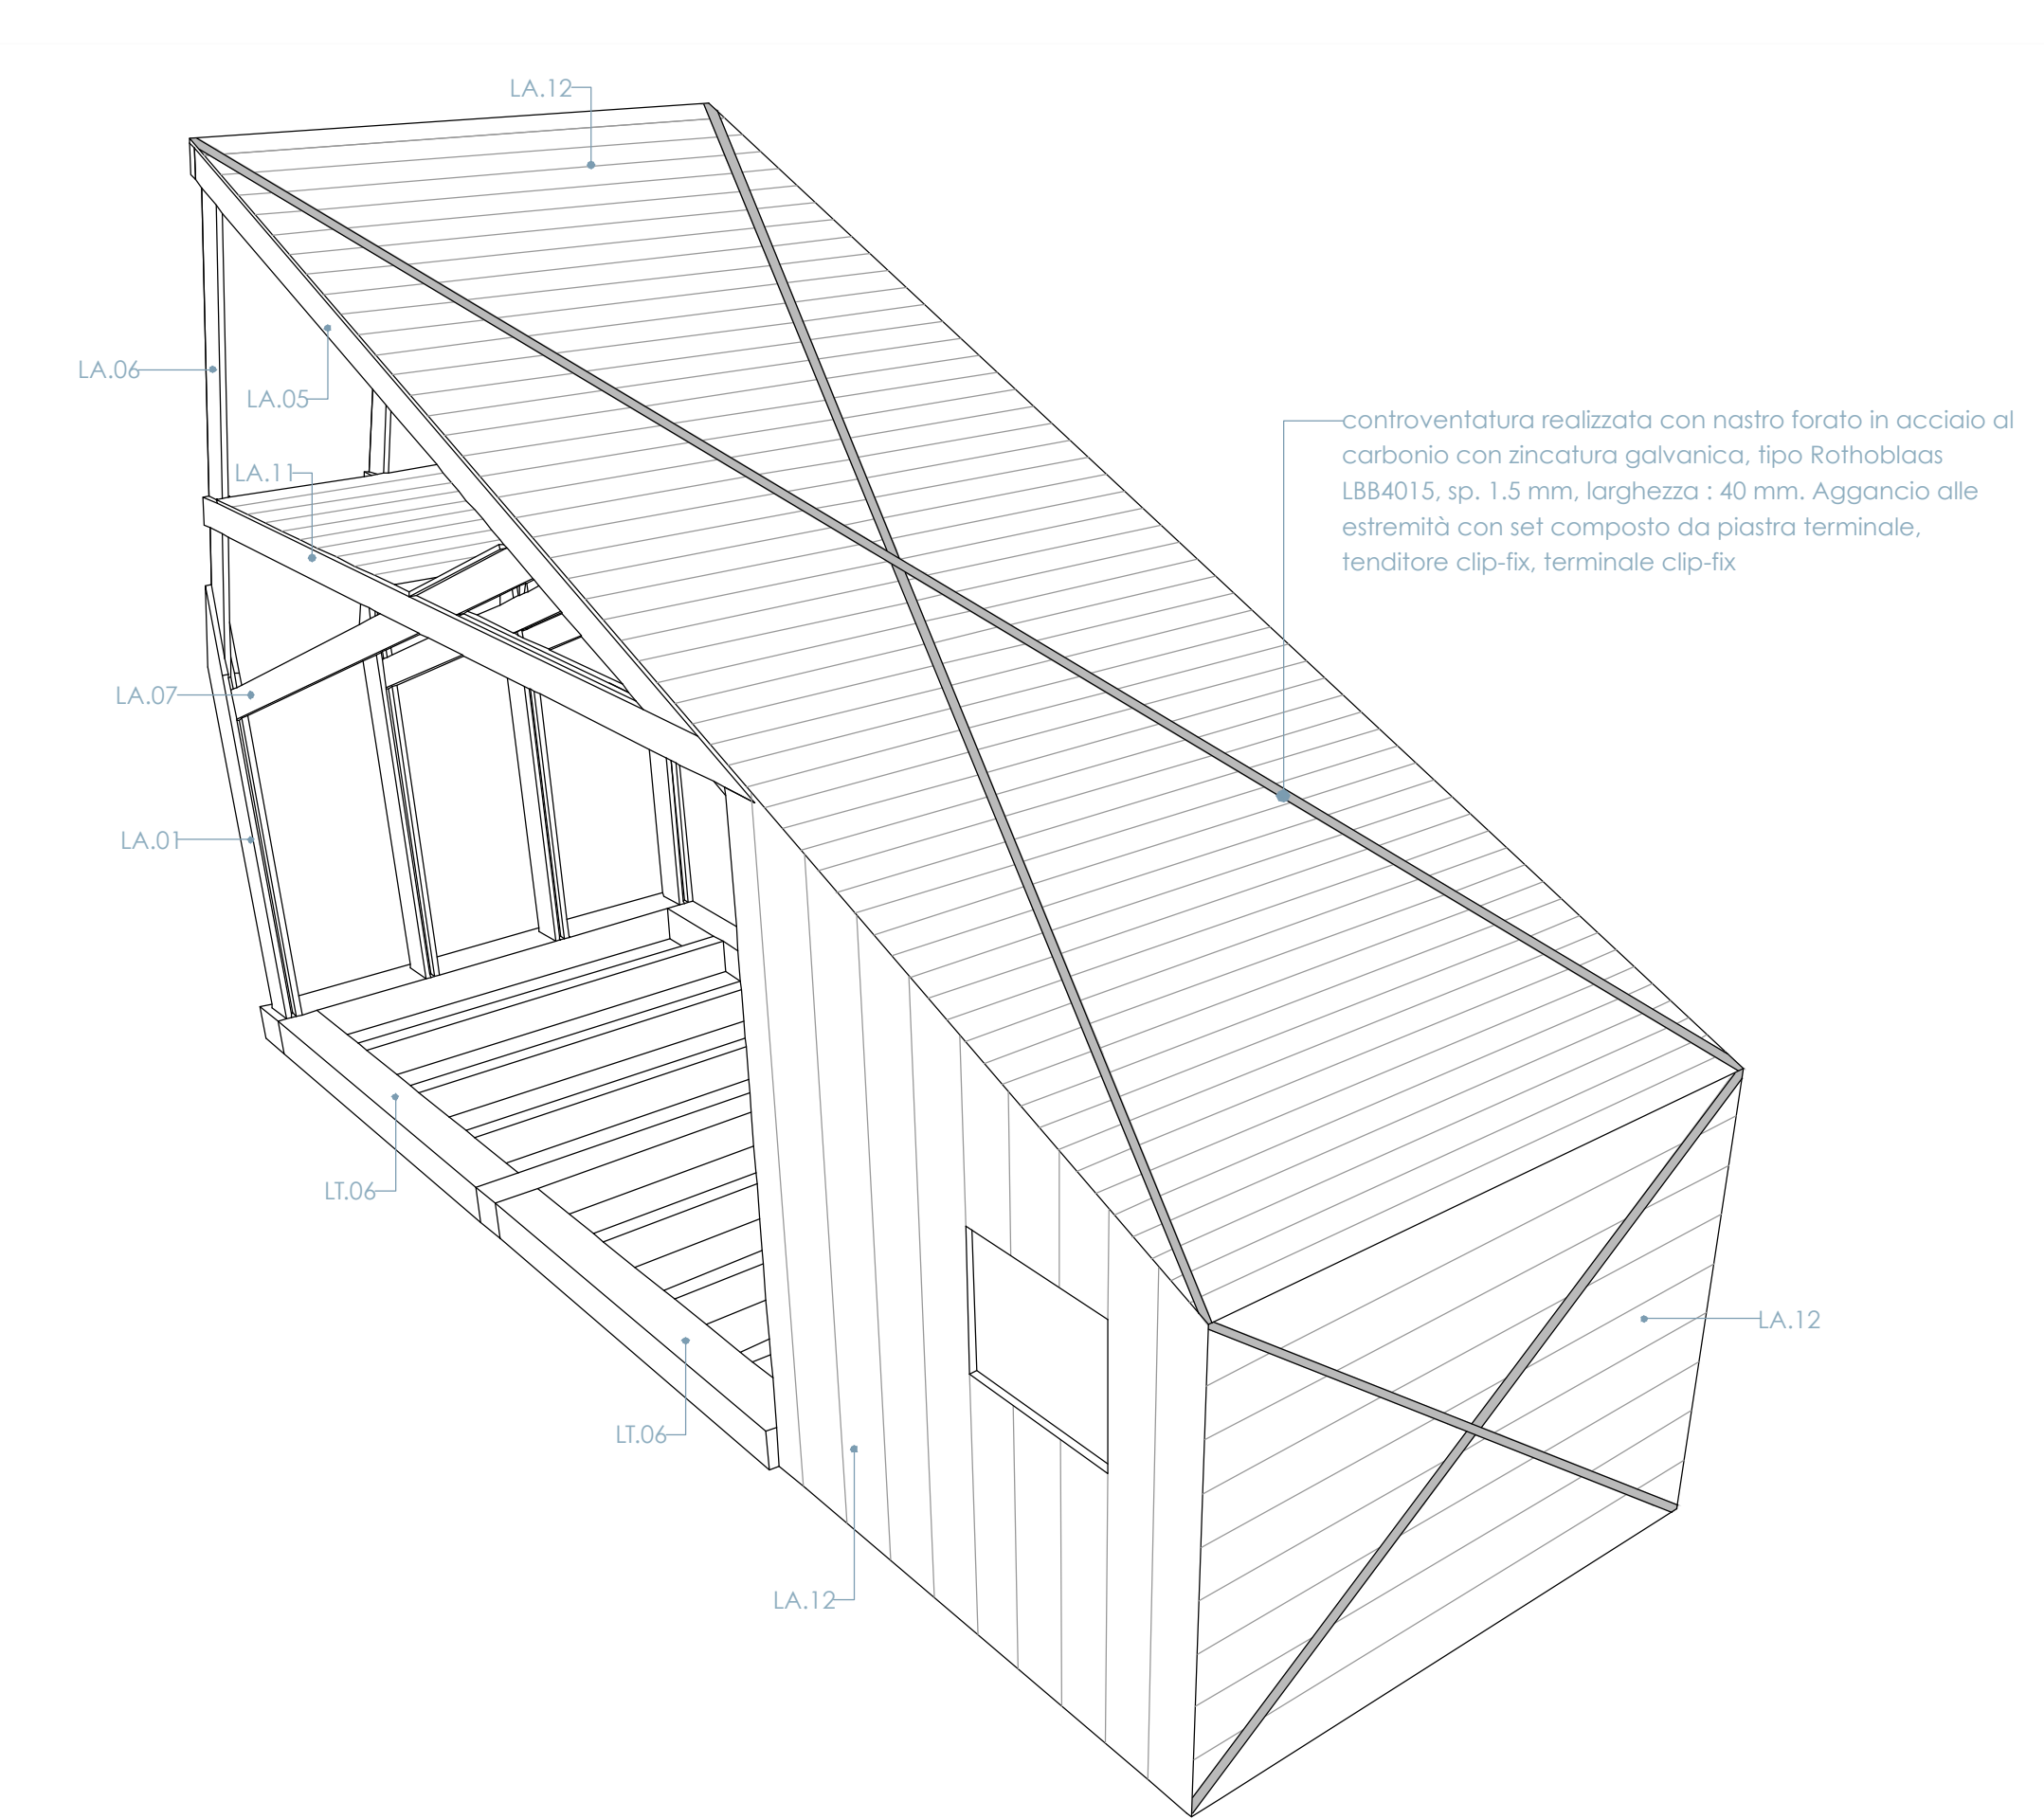 LA.12
LA.06
LA.05
controventatura realizzata con nastro forato in acciaio al
carbonio con zincatura galvanica, tipo Rothoblaas
LBB4015, sp. 1.5 mm, larghezza : 40 mm. Aggancio alle
estremità con set composto da piastra terminale,
tenditore clip-fix, terminale clip-fix
LA.11
LA.07
LA.01
LT.06
LA.12
LT.06
LA.12